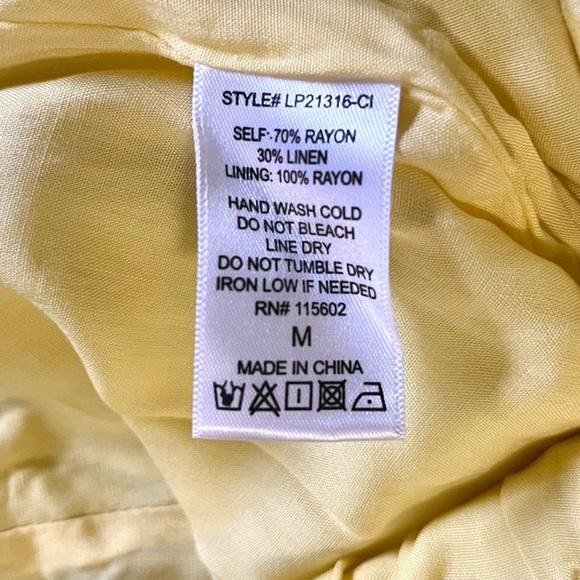 STYLE# LP21316-CI
SELF: 70% RAYON
30% LINEN
LINING: 100% RAYON
HAND WASH COLD
DO NOT BLEACH
LINE DRY
DO NOT TUMBLE DRY
IRON LOW IF NEEDED
RN# 115602
M
MADE IN CHINA